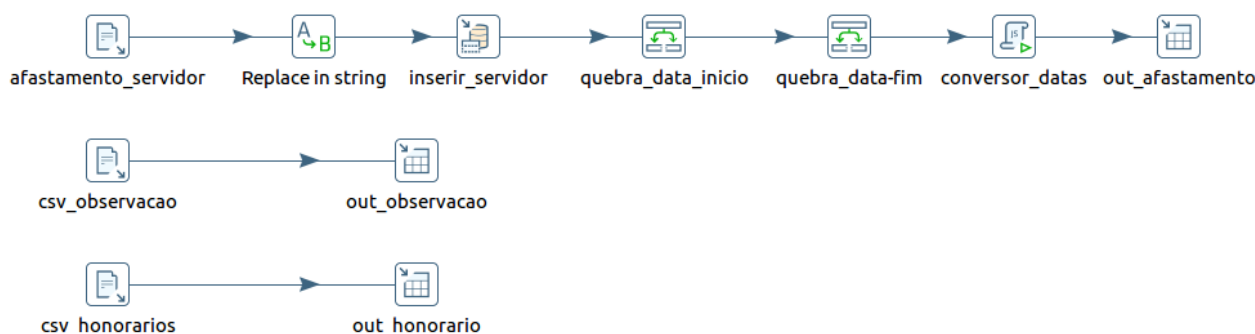 afastamento_servidor Replace in string inserir_servidor quebra_data_inicio quebra_data-fim conversor_datas out_afastamento
csv_observacao out_observacao
csv_honorarios out_honorario